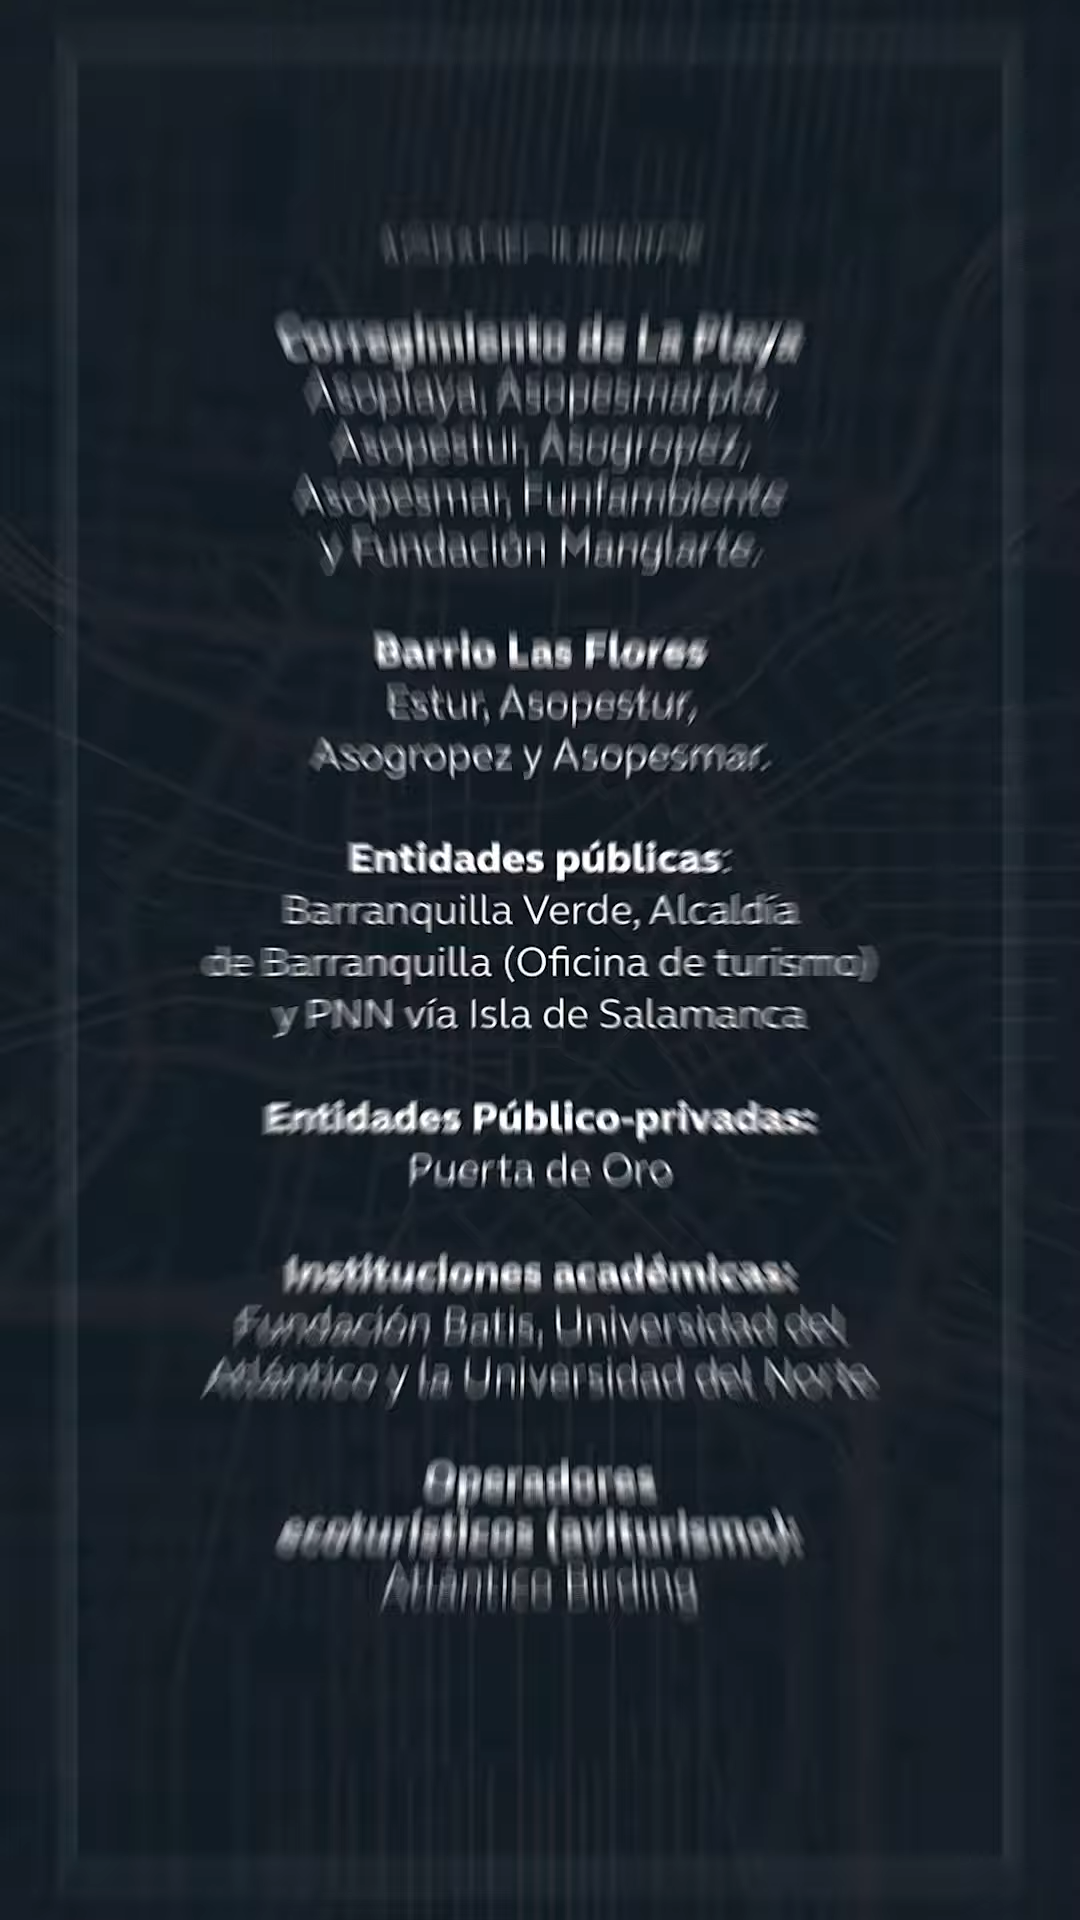 Corregimiento de La Playa
Asoplaya, Asopesmarpla,
Asopestur, Asogropez,
Asopesmar, Funfambiente
y Fundación Manglarte.
Barrio Las Flores
Estur, Asopestur,
Asogropez y Asopesmar.
Entidades públicas:
Barranquilla Verde, Alcaldía
de Barranquilla (Oficina de turismo)
y PNN vía Isla de Salamanca
Entidades Público-privadas:
Puerta de Oro
Instituciones académicas:
Fundación Batis, Universidad del
Atlántico y la Universidad del Norte
Operadores
ecoturísticos (aviturismo):
Atlántico Birding